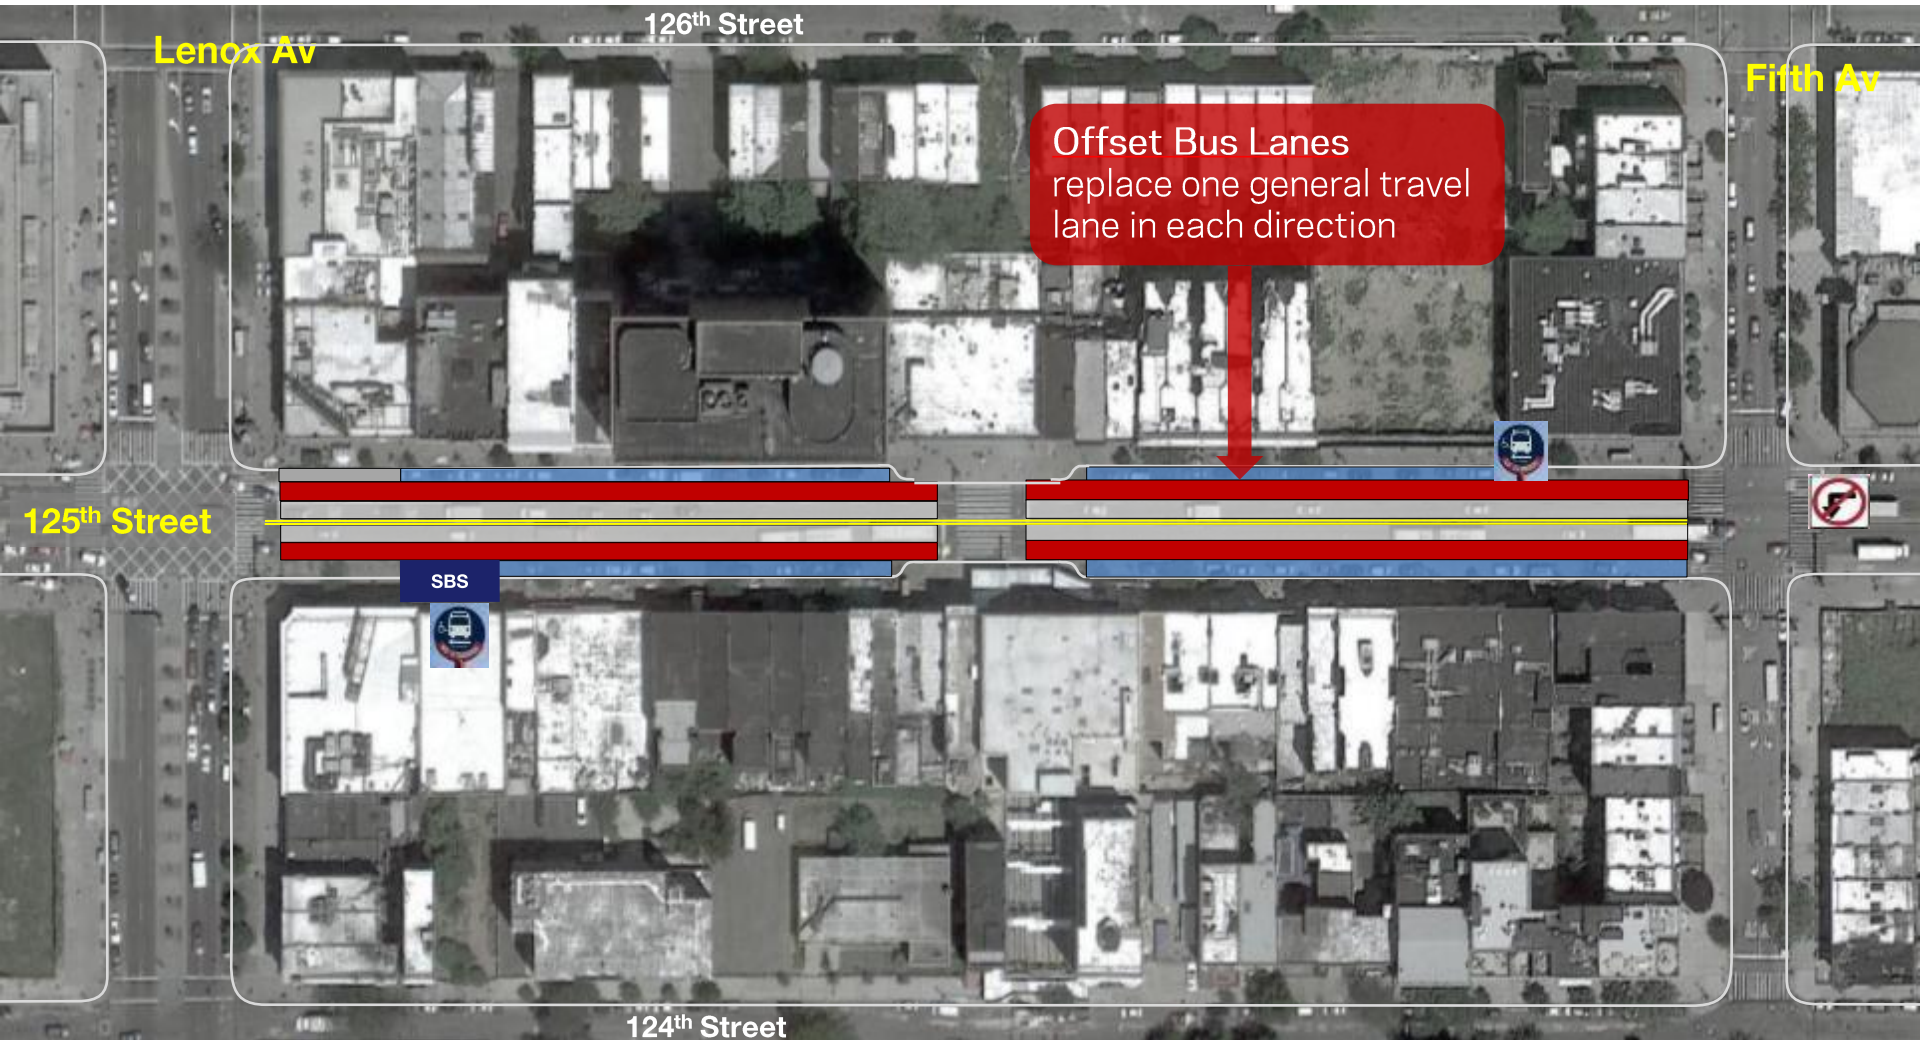 126th Street
Lenox Av
Fifth Av
Offset Bus Lanes
replace one general travel
lane in each direction
125th Street
SBS
124th Street